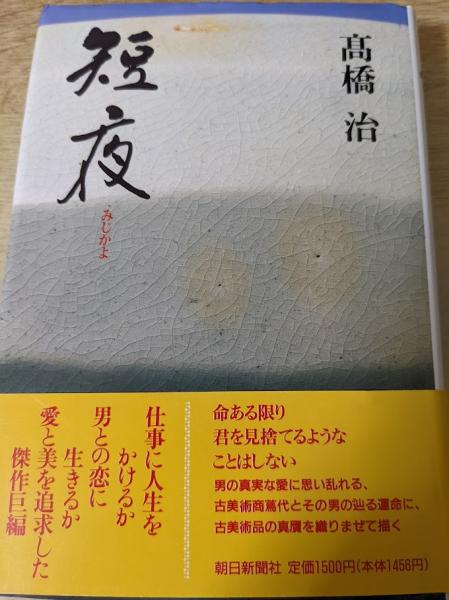 短夜
みじかよ
髙橋 治
仕事に人生を
かけるか
男との恋に
生きるか
愛と美を追求した
傑作巨編
命ある限り
君を見捨てるような
ことはしない
男の真実な愛に思い乱れる、
古美術商蔦代とその男の辿る運命に、
古美術品の真贋を織りまぜて描く
朝日新聞社 定価1500円(本体1456円)